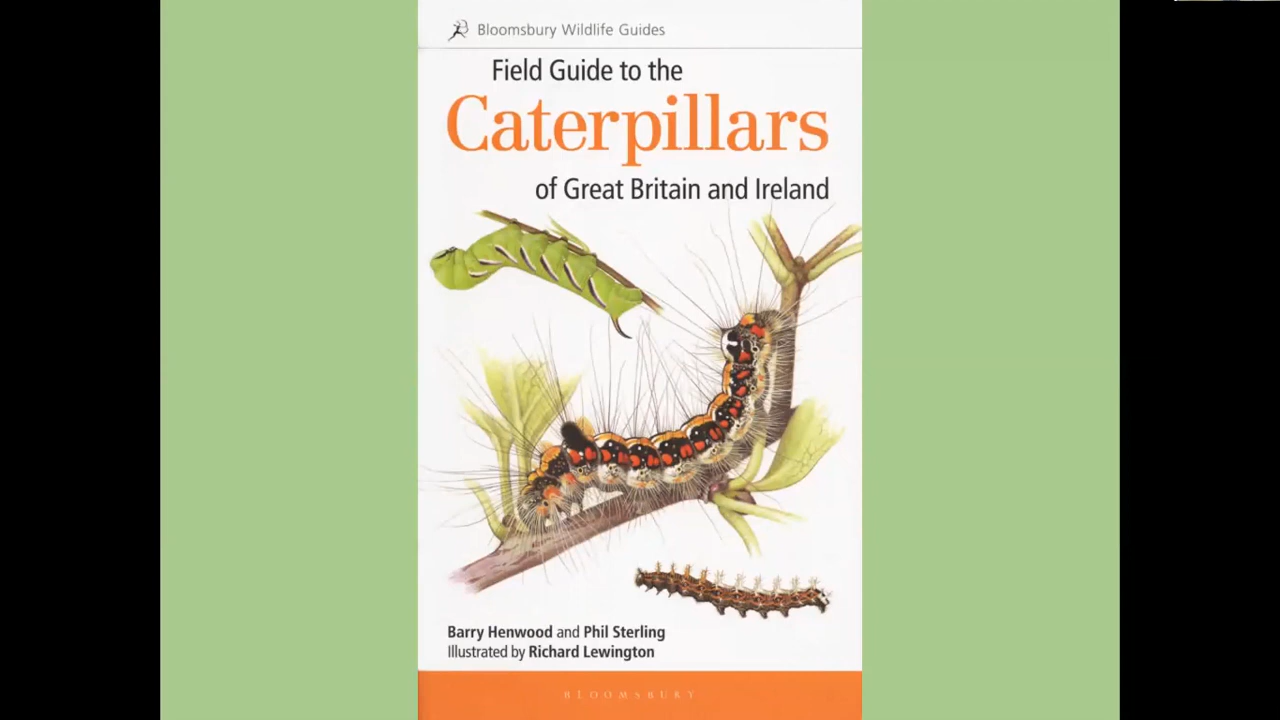 Bloomsbury Wildlife Guides
Field Guide to the
Caterpillars
of Great Britain and Ireland
Barry Henwood and Phil Sterling
Illustrated by Richard Lewington
BLOOMSBURY